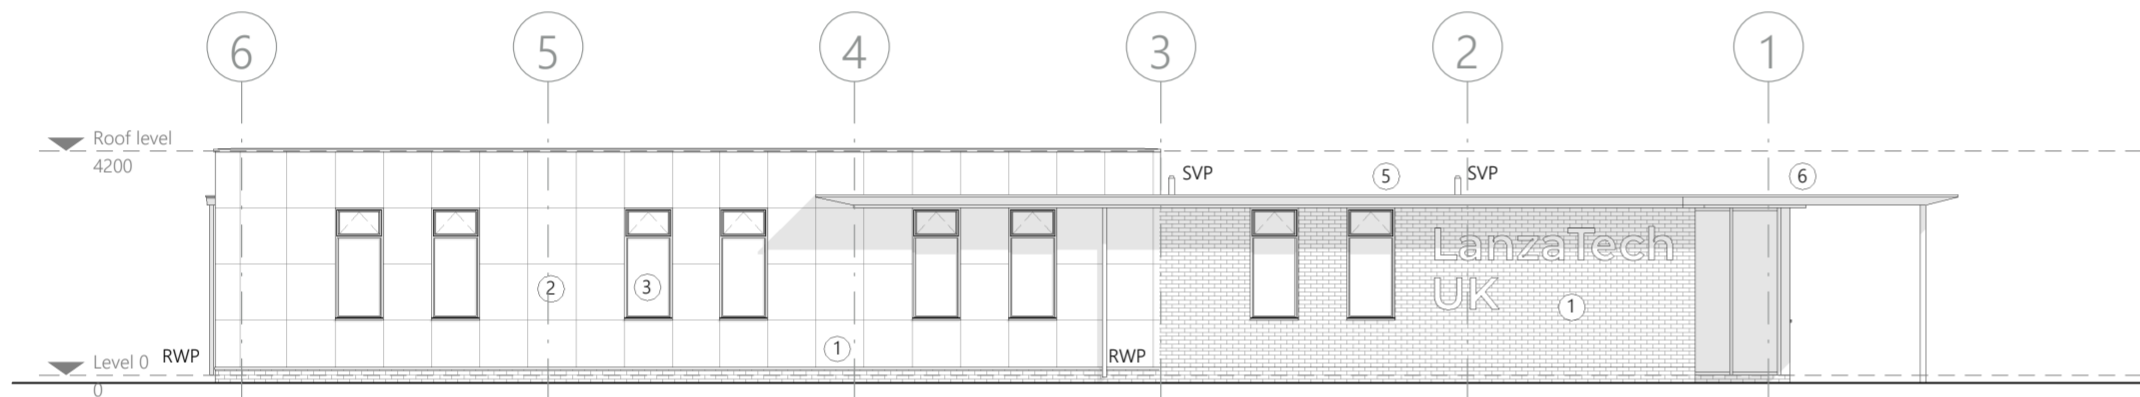 6 5 4 3 2 1
Roof level
4200
SVP
5
SVP
6
LanzaTech
UK
2
3
1
1
Level 0
RWP
RWP
0